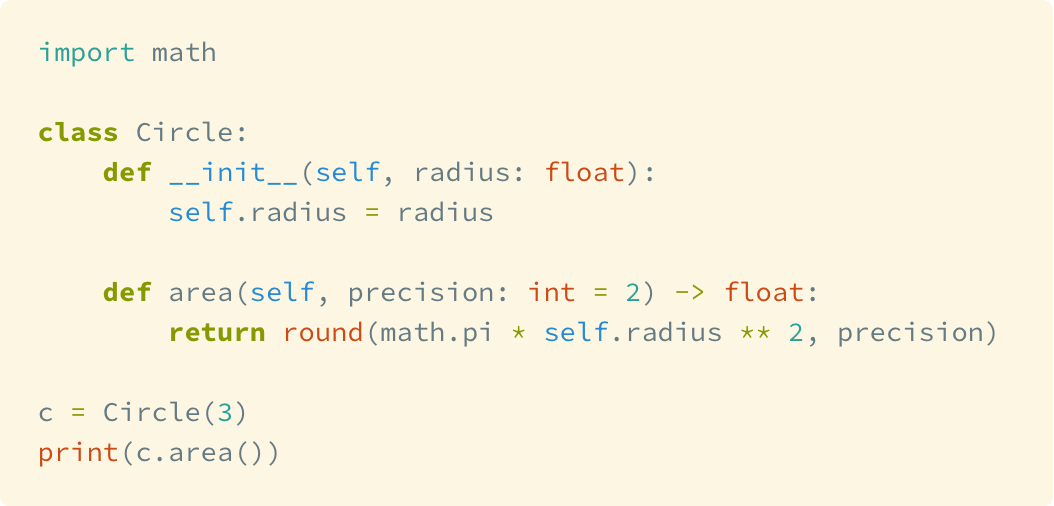 import math

class Circle:
    def __init__(self, radius: float):
        self.radius = radius

    def area(self, precision: int = 2) -> float:
        return round(math.pi * self.radius ** 2, precision)

c = Circle(3)
print(c.area())